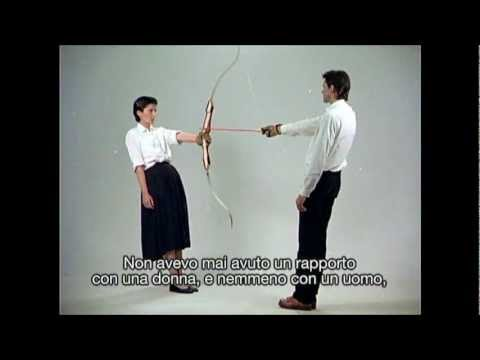 Non avevo mai avuto un rapporto
con una donna, e nemmeno con un uomo,